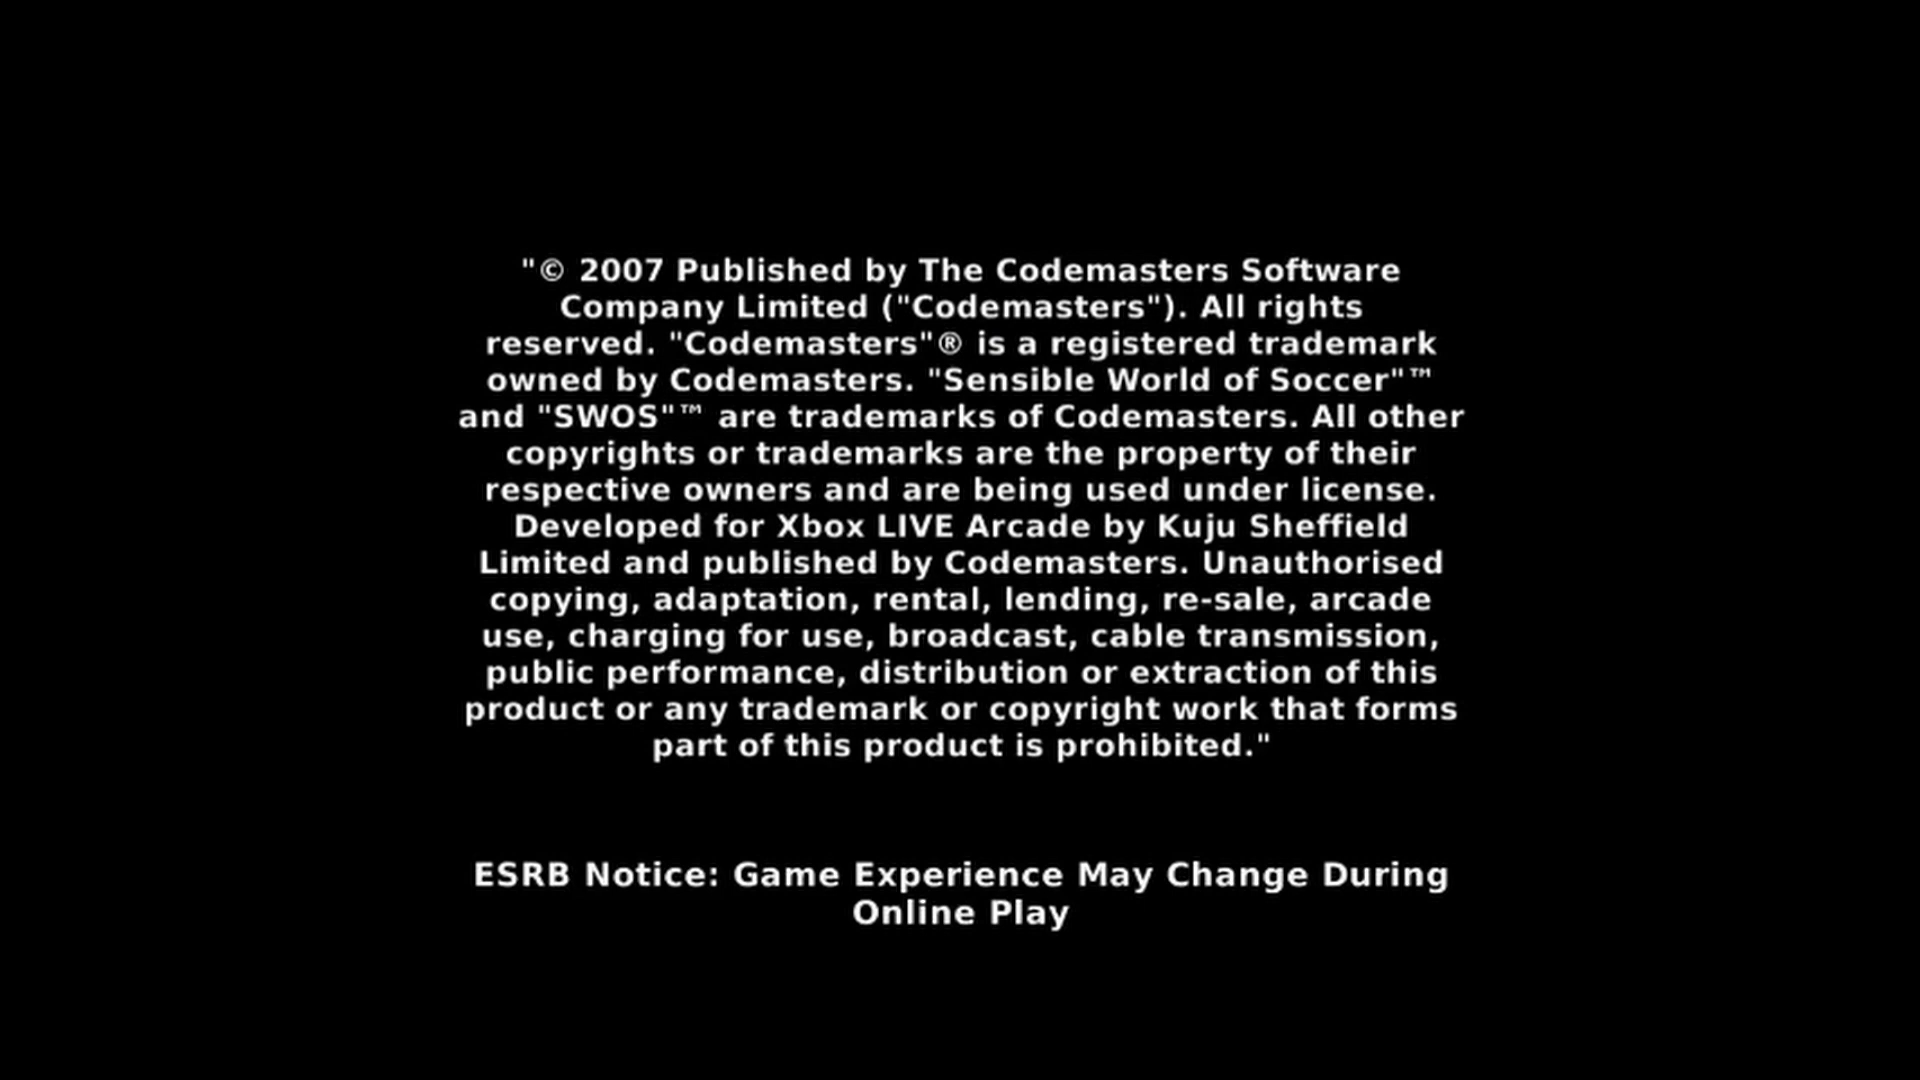 "© 2007 Published by The Codemasters Software
Company Limited ("Codemasters"). All rights
reserved. "Codemasters"® is a registered trademark
owned by Codemasters. "Sensible World of Soccer"™
and "SWOS"™ are trademarks of Codemasters. All other
copyrights or trademarks are the property of their
respective owners and are being used under license.
Developed for Xbox LIVE Arcade by Kuju Sheffield
Limited and published by Codemasters. Unauthorised
copying, adaptation, rental, lending, re-sale, arcade
use, charging for use, broadcast, cable transmission,
public performance, distribution or extraction of this
product or any trademark or copyright work that forms
part of this product is prohibited."
ESRB Notice: Game Experience May Change During
Online Play